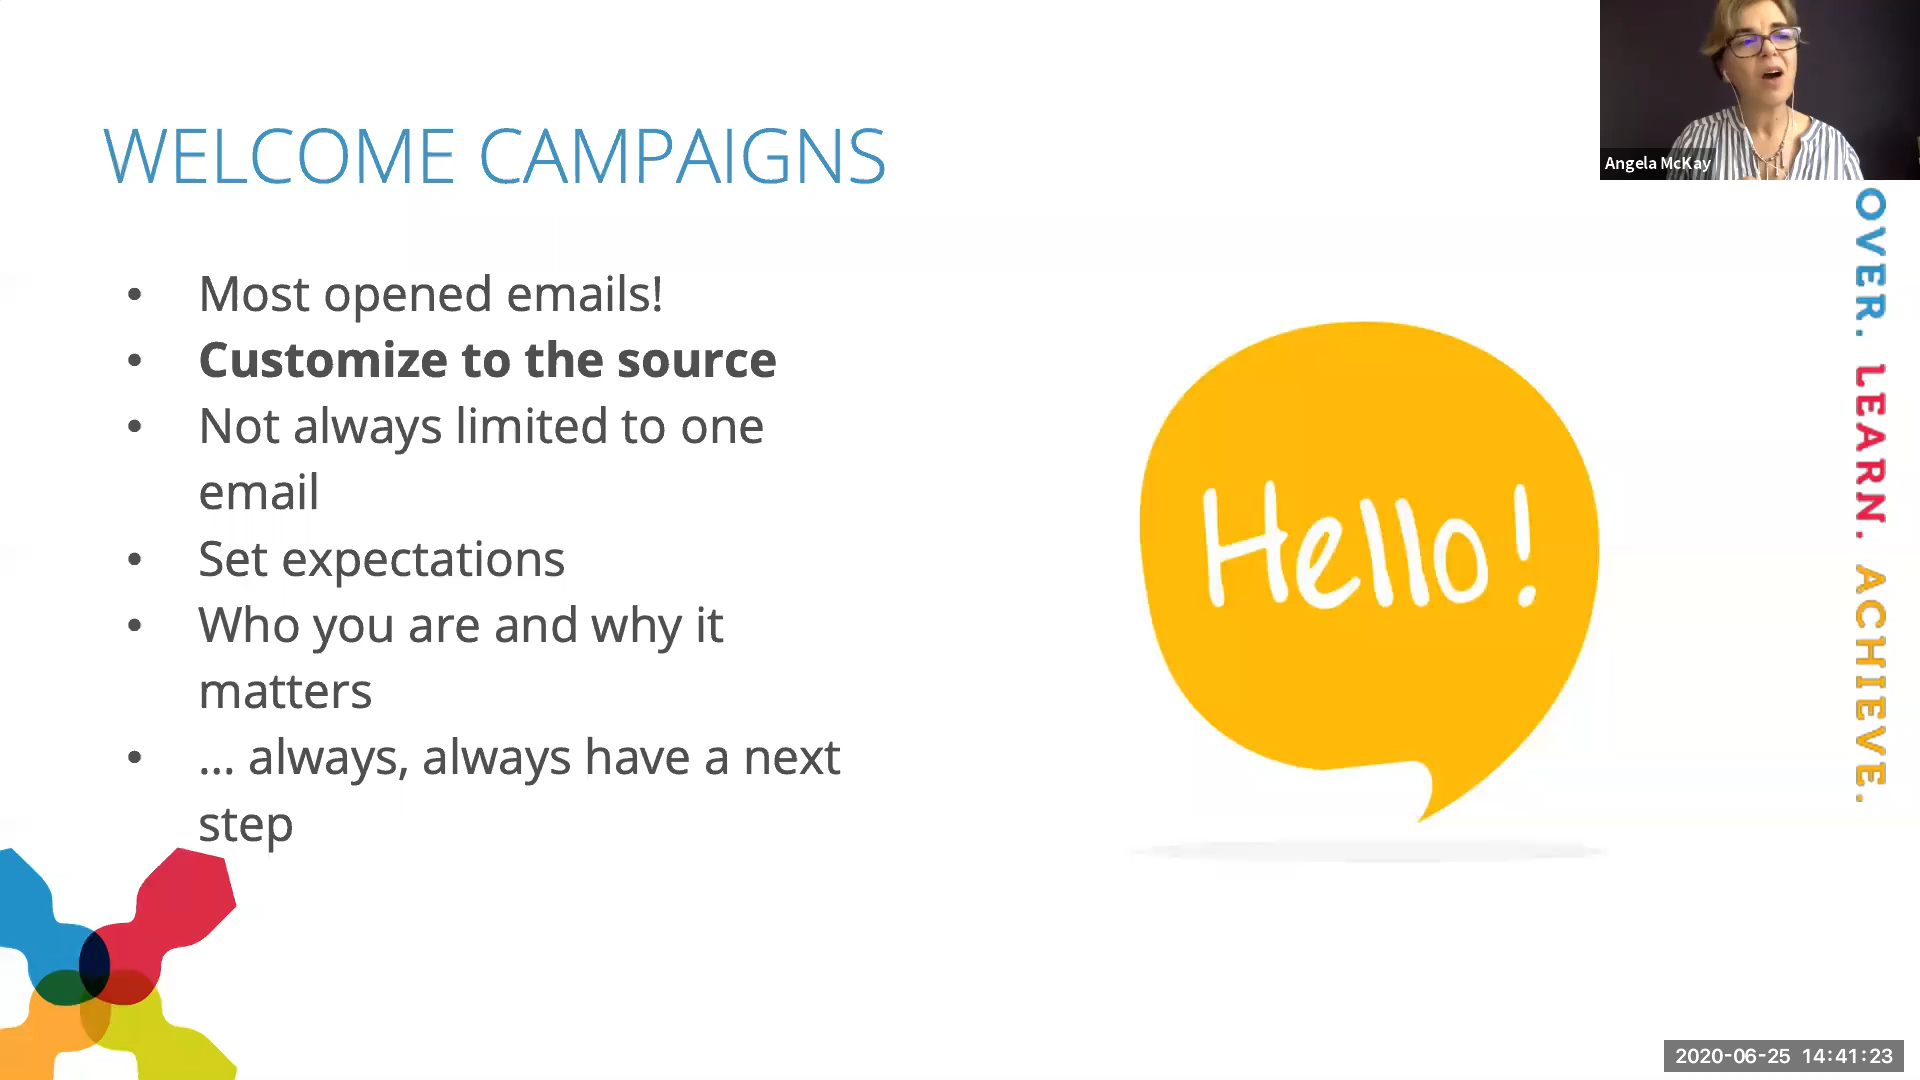 WELCOME CAMPAIGNS
• Most opened emails!
• Customize to the source
• Not always limited to one
email
• Set expectations
• Who you are and why it
matters
• ... always, always have a next
step
Hello!
Angela McKay
OVER. LEARN. ACHIEVE.
2020-06-25 14:41:23